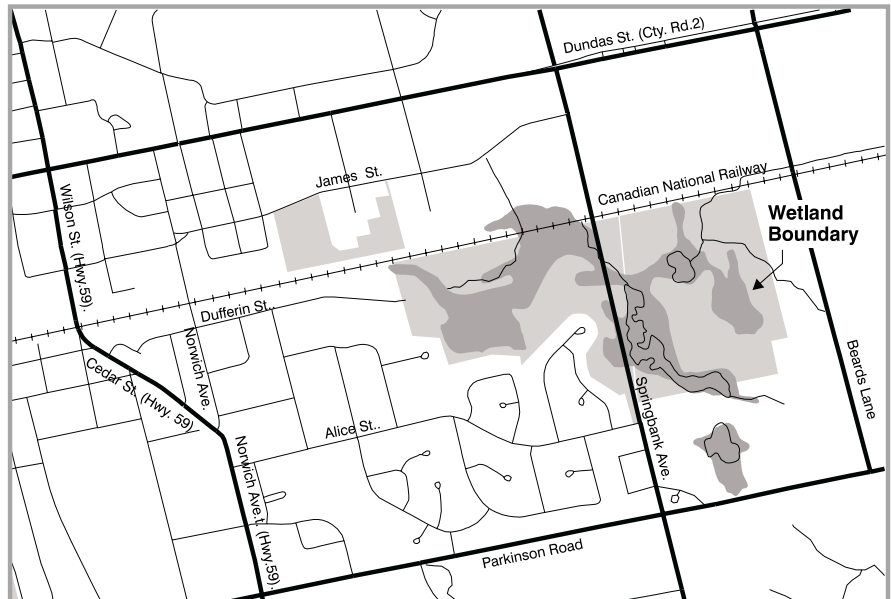 Dundas St. (Cty. Rd.2)
James St.
Canadian National Railway
Wetland
Boundary
Wilson St. (Hwy.59).
Dufferin St..
Norwich Ave.
Cedar St. (Hwy. 59)
Beards Lane
Springbank Ave.
Alice St..
Norwich Ave.t. (Hwy.59).
Parkinson Road